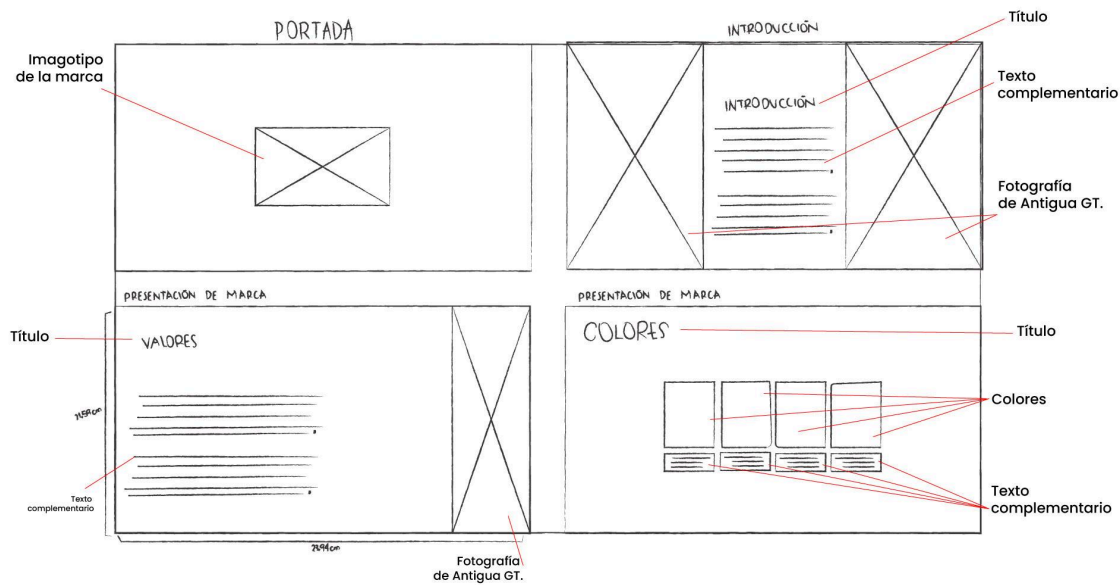 PORTADA
INTRODUCCIÓN
Título
Imagotipo
de la marca
Texto
complementario
INTRODUCCIÓN
Fotografía
de Antigua GT.
PRESENTACIÓN DE MARCA
PRESENTACIÓN DE MARCA
Título
VALORES
COLORES
Título
Colores
Texto
complementario
Texto
complementario
Fotografía
de Antigua GT.